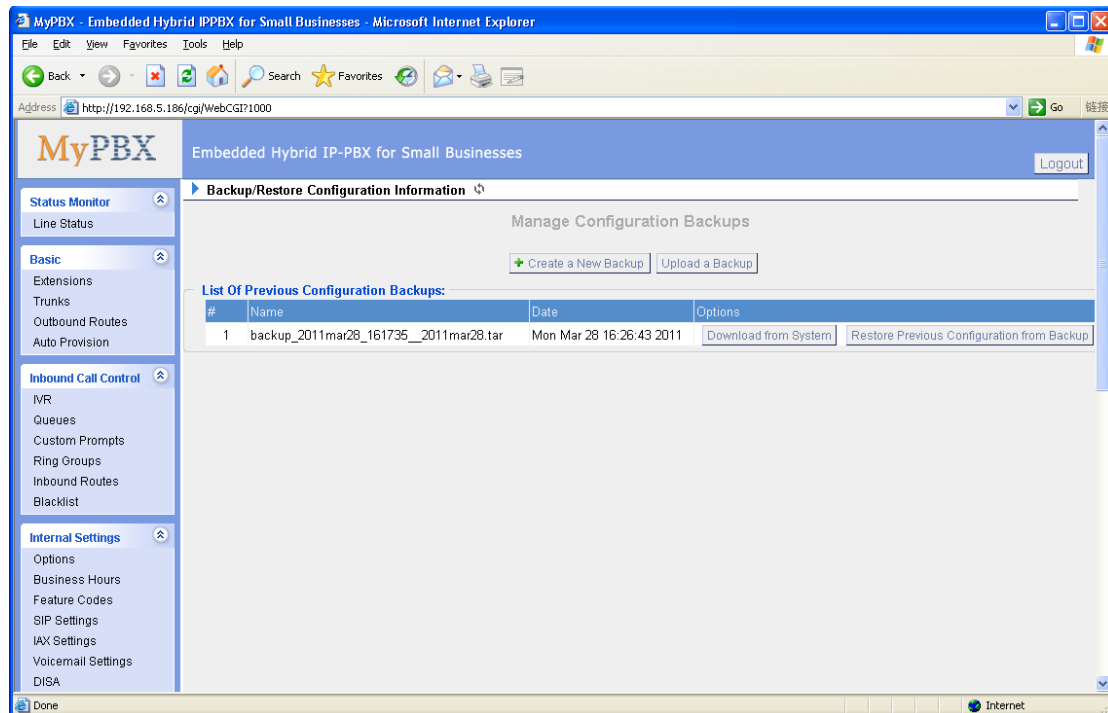 MyPBX - Embedded Hybrid IPPBX for Small Businesses - Microsoft Internet Explorer
File Edit View Favorites Tools Help
Back Search Favorites
Address http://192.168.5.186/cgi/WebCGI?1000 Go 链接
MyPBX
Embedded Hybrid IP-PBX for Small Businesses
Logout
Status Monitor
Line Status
Basic
Extensions
Trunks
Outbound Routes
Auto Provision
Inbound Call Control
IVR
Queues
Custom Prompts
Ring Groups
Inbound Routes
Blacklist
Internal Settings
Options
Business Hours
Feature Codes
SIP Settings
IAX Settings
Voicemail Settings
DISA
Backup/Restore Configuration Information
Manage Configuration Backups
Create a New Backup Upload a Backup
List Of Previous Configuration Backups:
# Name Date Options
1 backup_2011mar28_161735__2011mar28.tar Mon Mar 28 16:26:43 2011 Download from System Restore Previous Configuration from Backup
Done Internet